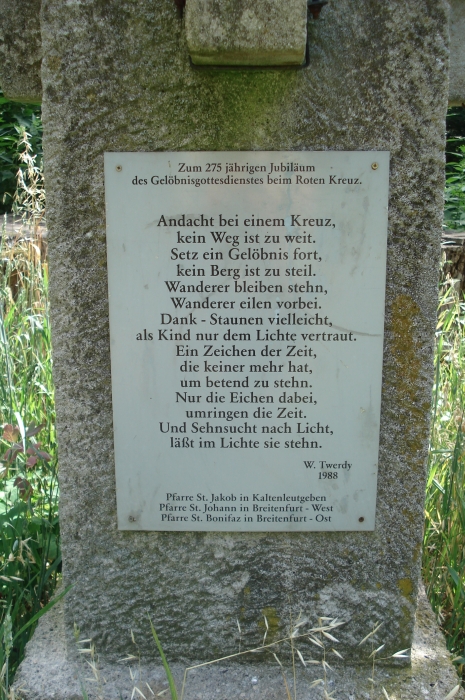 Zum 275 jährigen Jubiläum
des Gelöbnisgottesdienstes beim Roten Kreuz.
Andacht bei einem Kreuz,
kein Weg ist zu weit.
Setz ein Gelöbnis fort,
kein Berg ist zu steil.
Wanderer bleiben stehn,
Wanderer eilen vorbei.
Dank - Staunen vielleicht,
als Kind nur dem Lichte vertraut.
Ein Zeichen der Zeit,
die keiner mehr hat,
um betend zu stehn.
Nur die Eichen dabei,
umringen die Zeit.
Und Sehnsucht nach Licht,
läßt im Lichte sie stehn.
W. Twerdy
1988
Pfarre St. Jakob in Kaltenleutgeben
Pfarre St. Johann in Breitenfurt - West
Pfarre St. Bonifaz in Breitenfurt - Ost